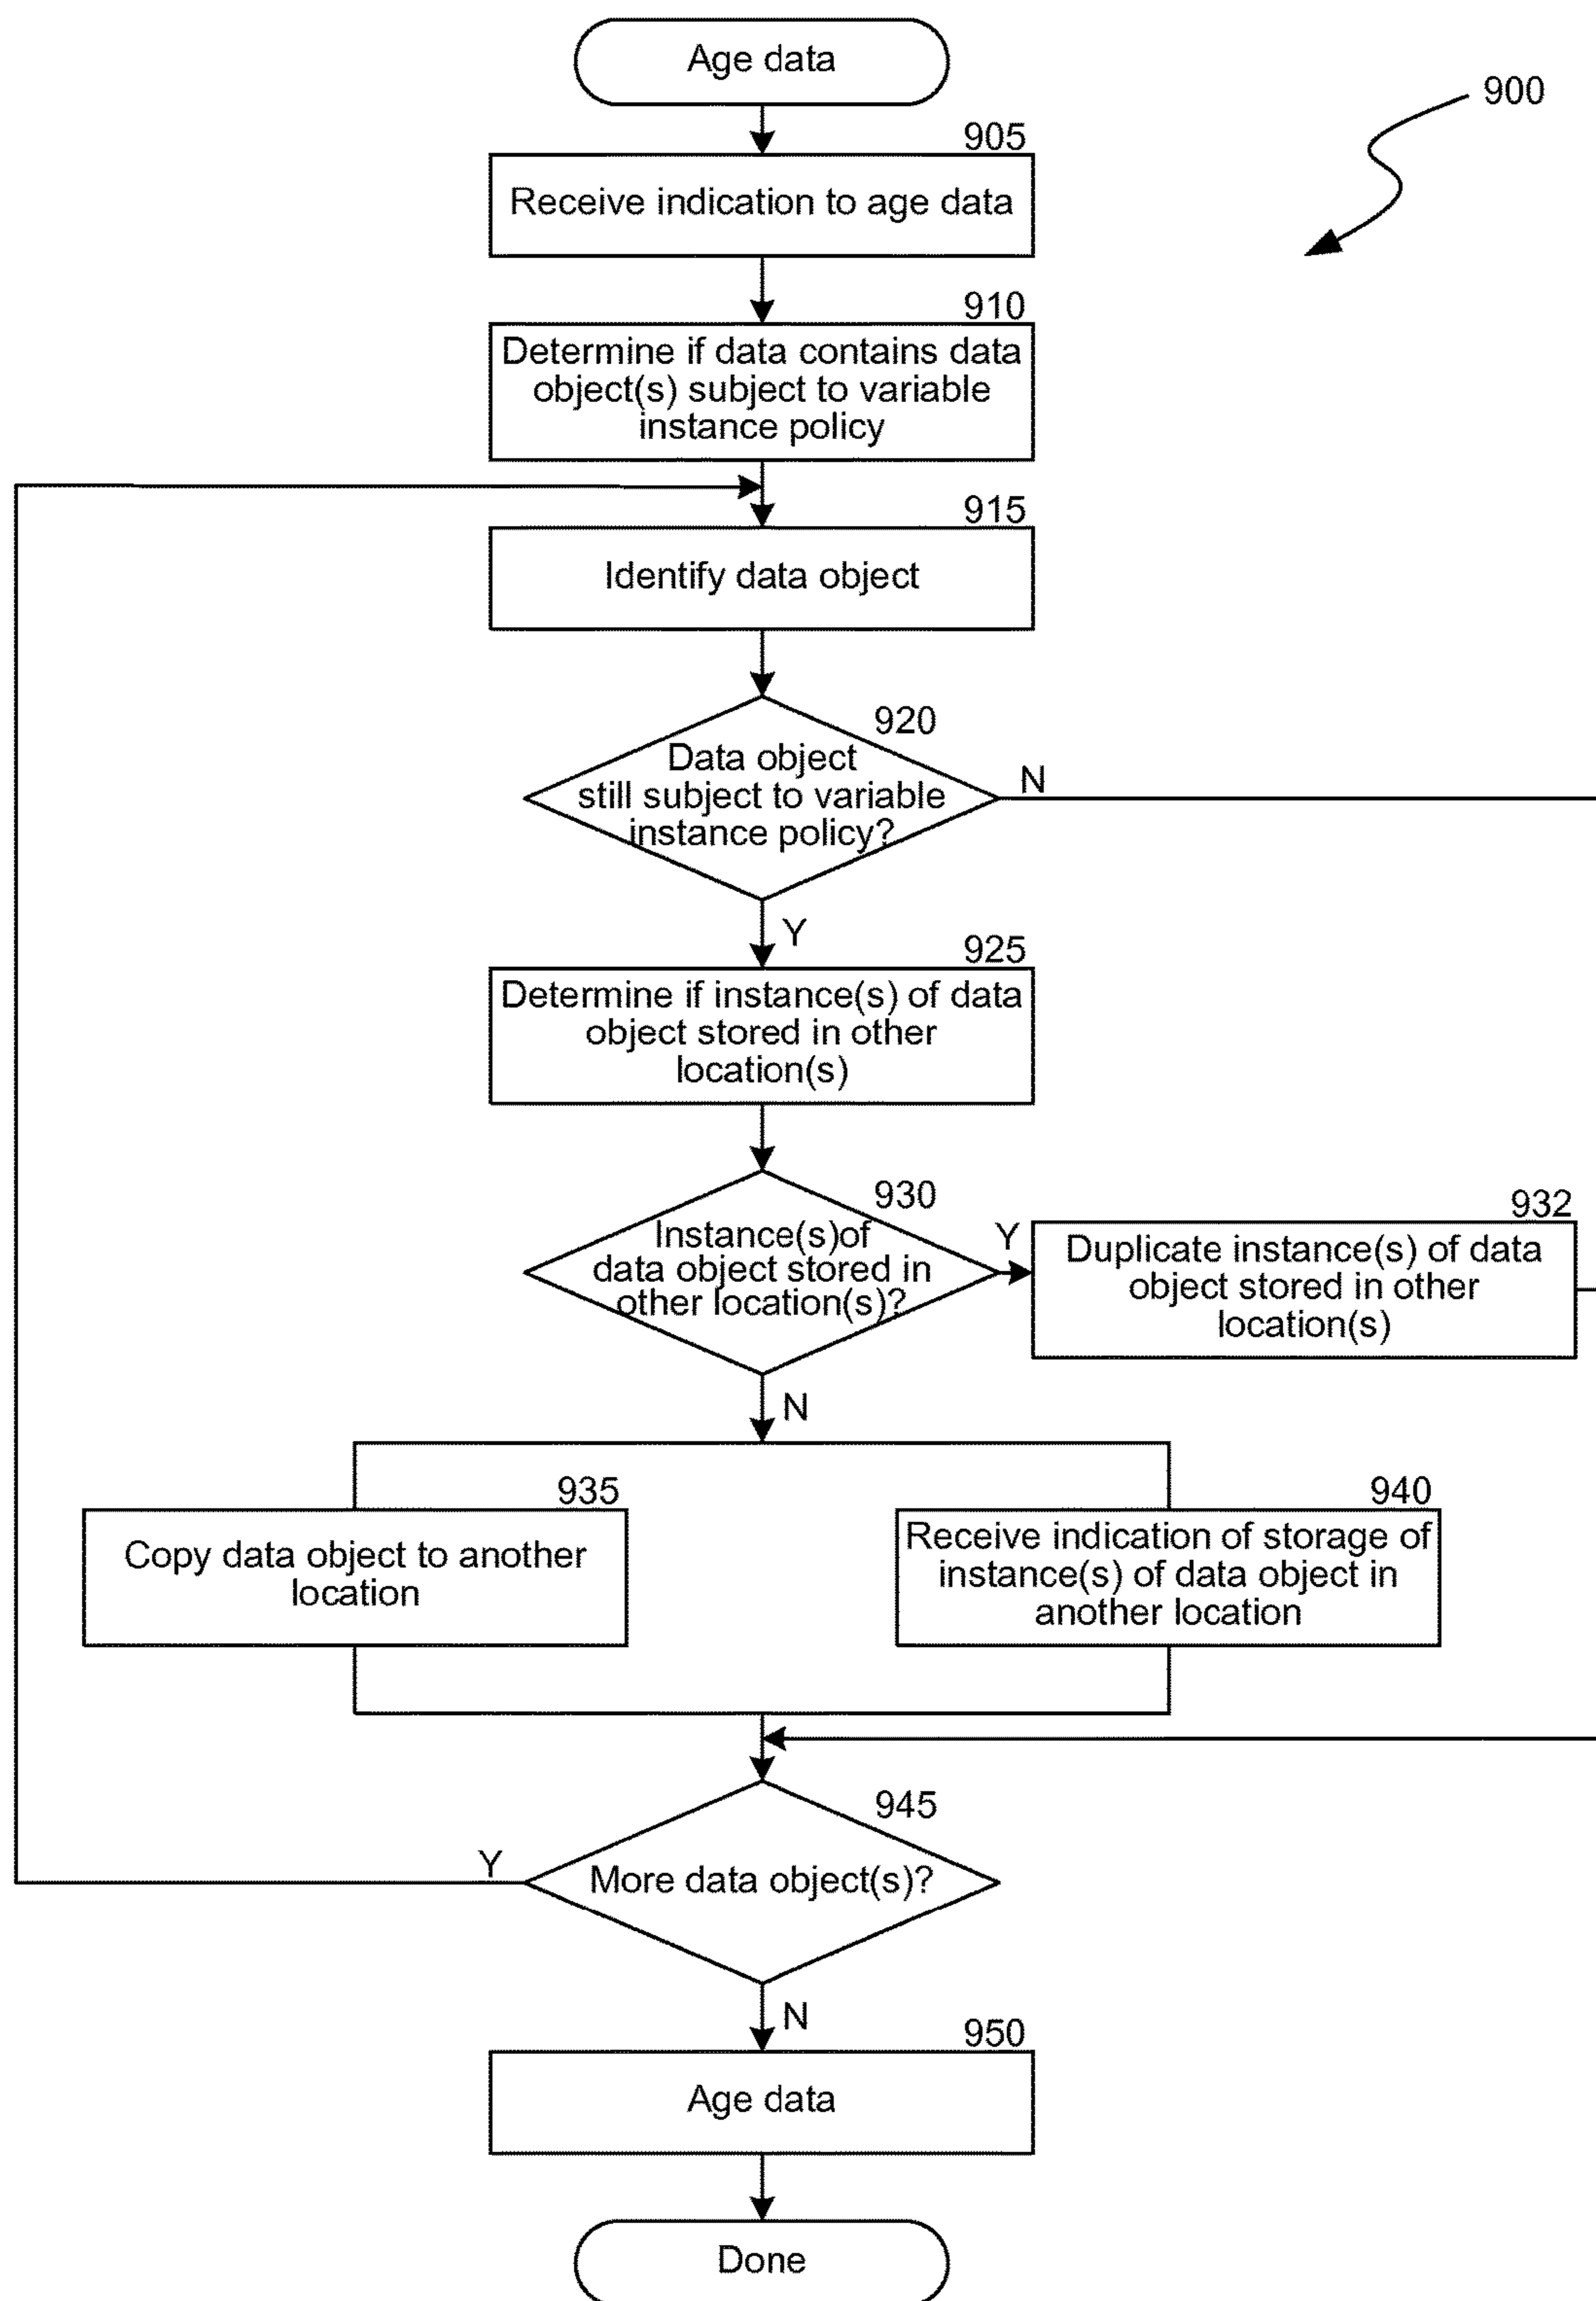 Age data
900
905
Receive indication to age data
910
Determine if data contains data
object(s) subject to variable
instance policy
915
Identify data object
920
Data object
still subject to variable
instance policy?
N
Y
925
Determine if instance(s) of data
object stored in other
location(s)
930
Instance(s)of
data object stored in
other location(s)?
Y
932
Duplicate instance(s) of data
object stored in other
location(s)
N
935
Copy data object to another
location
940
Receive indication of storage of
instance(s) of data object in
another location
945
More data object(s)?
Y
N
950
Age data
Done